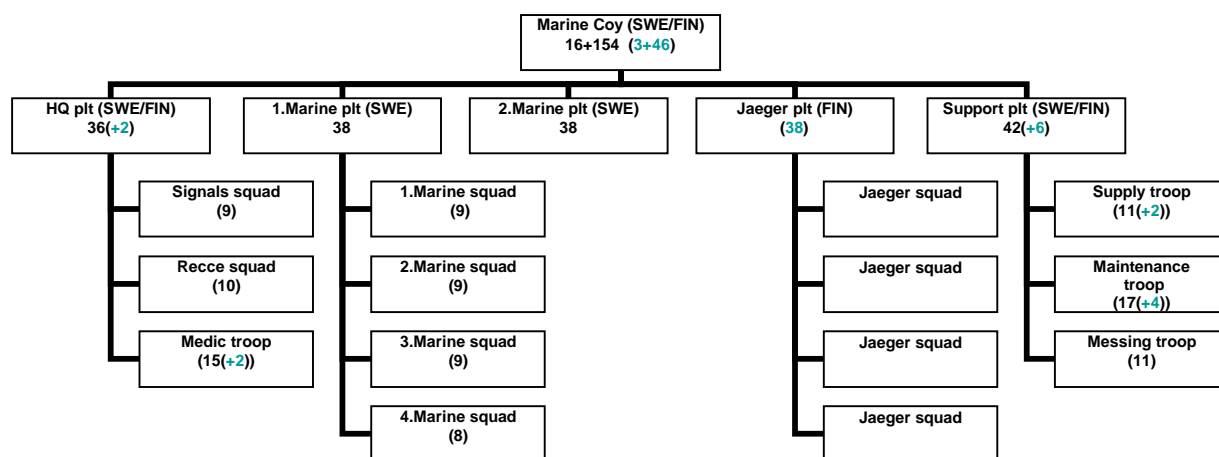 Marine Coy (SWE/FIN)
16+154 (3+46)
HQ plt (SWE/FIN)
36(+2)
1.Marine plt (SWE)
38
2.Marine plt (SWE)
38
Jaeger plt (FIN)
(38)
Support plt (SWE/FIN)
42(+6)
Signals squad
(9)
Recce squad
(10)
Medic troop
(15(+2))
1.Marine squad
(9)
2.Marine squad
(9)
3.Marine squad
(9)
4.Marine squad
(8)
Jaeger squad
Jaeger squad
Jaeger squad
Jaeger squad
Supply troop
(11(+2))
Maintenance
troop
(17(+4))
Messing troop
(11)